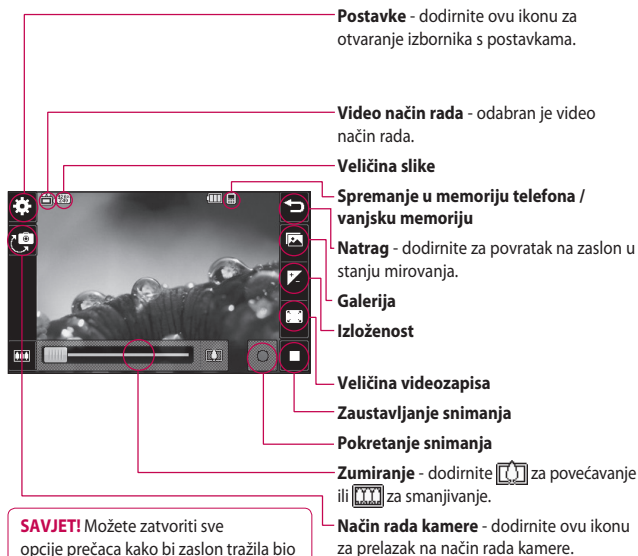 Postavke - dodirnite ovu ikonu za
otvaranje izbornika s postavkama.
Video način rada - odabran je video
način rada.
Veličina slike
Spremanje u memoriju telefona /
vanjsku memoriju
Natrag - dodirnite za povratak na zaslon u
stanju mirovanja.
Galerija
Izloženost
Veličina videozapisa
Zaustavljanje snimanja
Pokretanje snimanja
Zumiranje - dodirnite za povećavanje
ili za smanjivanje.
Način rada kamere - dodirnite ovu ikonu
za prelazak na način rada kamere.
SAVJET! Možete zatvoriti sve
opcije prečaca kako bi zaslon tražila bio